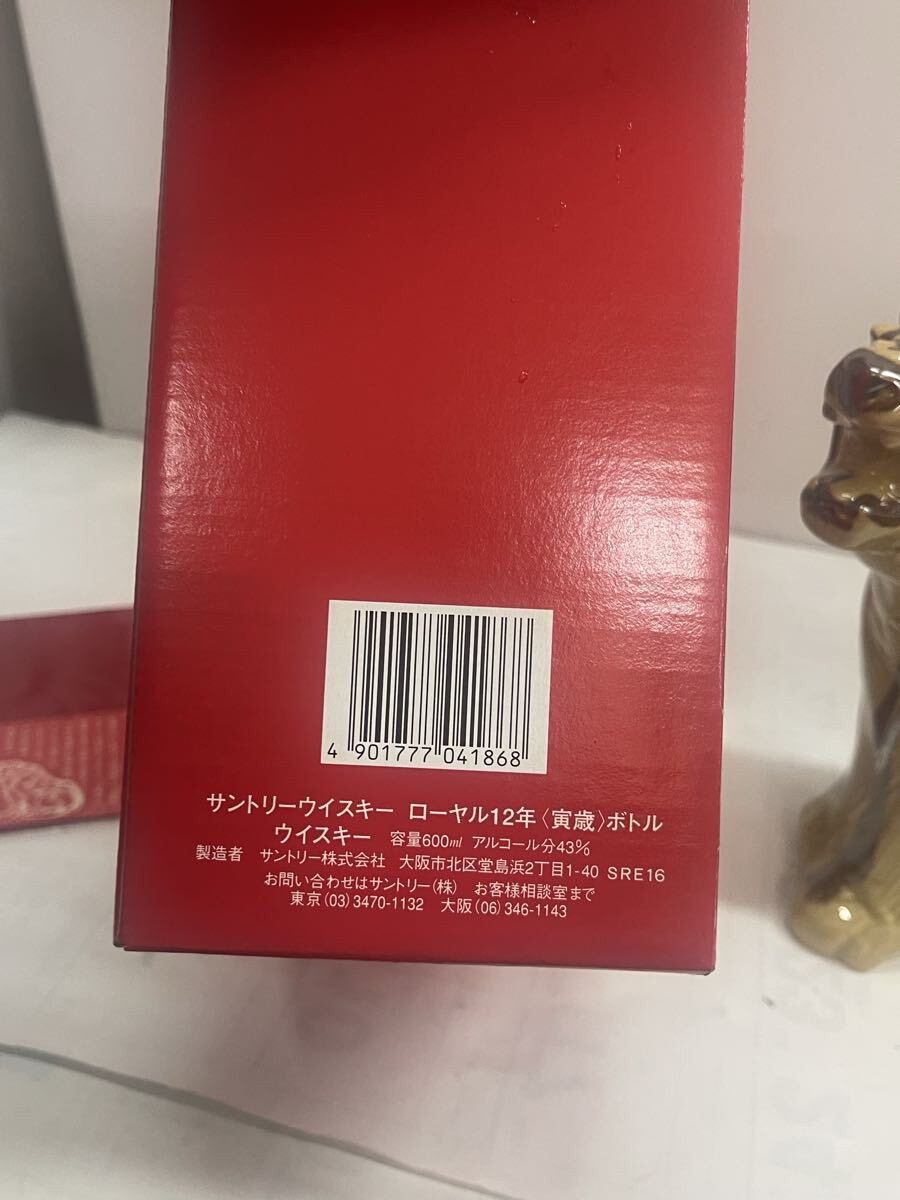 4 901777 041868
サントリーウイスキー ローヤル12年〈寅歳〉ボトル
ウイスキー 容量600㎖ アルコール分43%
製造者 サントリー株式会社 大阪市北区堂島浜2丁目1-40 SRE16
お問い合わせはサントリー(株) お客様相談室まで
東京(03)3470-1132 大阪(06)346-1143